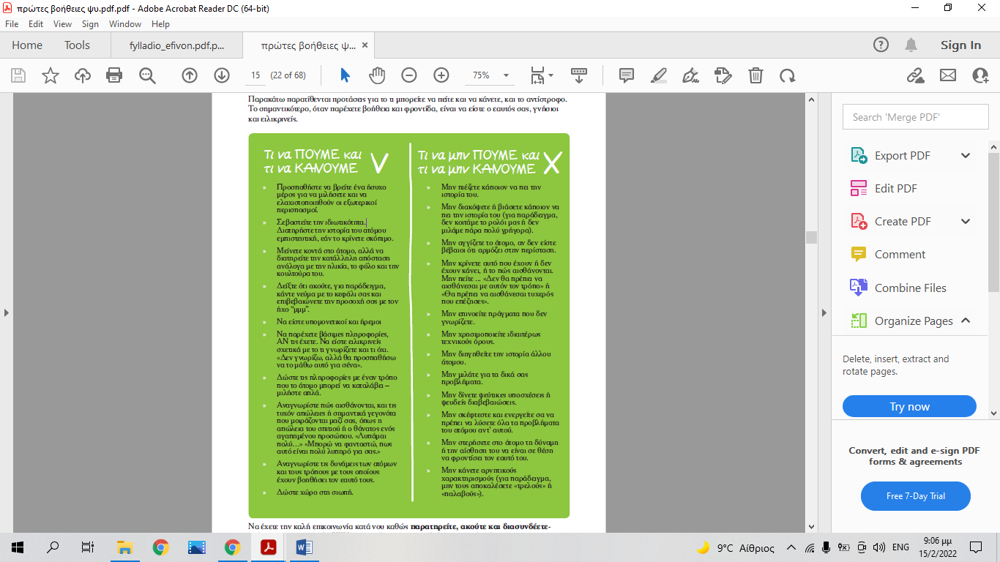 πρώτες βοήθειες ψυ.pdf.pdf - Adobe Acrobat Reader DC (64-bit)
File Edit View Sign Window Help
Home Tools fylladio_efivon.pdf.p... πρώτες βοήθειες ψ... ×
Sign In
15 (22 of 68) 75%
Παρακάτω παρατίθενται προτάσεις για το τι μπορείτε να πείτε και να κάνετε, και το αντίστροφο.
Το σημαντικότερο, όταν παρέχετε βοήθεια και φροντίδα, είναι να είστε ο εαυτός σας, γνήσιοι
και ειλικρινείς.
Τι να ΠΟΥΜΕ και
τι να ΚΑΝΟΥΜΕ V
» Προσπαθήστε να βρείτε ένα ήσυχο
μέρος για να μιλήσετε και να
ελαχιστοποιηθούν οι εξωτερικοί
περισπασμοί.
» Σεβαστείτε την ιδιωτικότητα.
Διατηρήστε την ιστορία του ατόμου
εμπιστευτική, εάν το κρίνετε σκόπιμο.
» Μείνετε κοντά στο άτομο, αλλά να
διατηρείτε την κατάλληλη απόσταση
ανάλογα με την ηλικία, το φύλο και την
κουλτούρα του.
» Δείξτε ότι ακούτε, για παράδειγμα,
κάντε νεύμα με το κεφάλι σας και
επιβεβαιώνετε την προσοχή σας με τον
ήχο “μμμ”.
» Να είστε υπομονετικοί και ήρεμοι
» Να παρέχετε βάσιμες πληροφορίες,
ΑΝ τις έχετε. Να είστε ειλικρινείς
σχετικά με το τι γνωρίζετε και τι όχι.
«Δεν γνωρίζω, αλλά θα προσπαθήσω
να το μάθω αυτό για σένα».
» Δώστε τις πληροφορίες με έναν τρόπο
που το άτομο μπορεί να καταλάβει –
μιλήστε απλά.
» Αναγνωρίστε πώς αισθάνονται, και τις
τυχόν απώλειες ή σημαντικά γεγονότα
που μοιράζονται μαζί σας, όπως η
απώλεια του σπιτιού ή ο θάνατος ενός
αγαπημένου προσώπου. «Λυπάμαι
πολύ…» «Μπορώ να φανταστώ, πως
αυτό είναι πολύ λυπηρό για σας.»
» Αναγνωρίστε τις δυνάμεις των ατόμων
και τους τρόπους με τους οποίους
έχουν βοηθήσει τον εαυτό τους.
» Δώστε χώρο στη σιωπή.
Τι να μην ΠΟΥΜΕ και
τι να μην ΚΑΝΟΥΜΕ X
» Μην πιέζετε κάποιον να πει την
ιστορία του.
» Μην διακόψετε ή βιάσετε κάποιον να
πει την ιστορία του (για παράδειγμα,
δεν κοιτάμε το ρολόι μας ή δεν
μιλάμε πάρα πολύ γρήγορα).
» Μην αγγίζετε το άτομο, αν δεν είστε
βέβαιοι ότι αρμόζει στην περίσταση.
» Μην κρίνετε αυτό που έχουν ή δεν
έχουν κάνει, ή το πώς αισθάνονται.
Μην πείτε ... «Δεν θα πρέπει να
αισθάνεσαι με αυτόν τον τρόπο» ή
«Θα πρέπει να αισθάνεσαι τυχερός
που επέζησες».
» Μην επινοείτε πράγματα που δεν
γνωρίζετε.
» Μην χρησιμοποιείτε ιδιαιτέρως
τεχνικούς όρους.
» Μην διηγηθείτε την ιστορία άλλου
άτομου.
» Μην μιλάτε για τα δικά σας
προβλήματα.
» Μην δίνετε ψεύτικες υποσχέσεις ή
ψευδείς διαβεβαιώσεις.
» Μην σκέφτεστε και ενεργείτε σα να
πρέπει να λύσετε όλα τα προβλήματα
του ατόμου αντ’ αυτού.
» Μην στερήσετε στο άτομο τη δύναμη
ή την αίσθηση του να είναι σε θέση
να φροντίσει τον εαυτό του.
» Μην κάνετε αρνητικούς
χαρακτηρισμούς (για παράδειγμα,
μην τους αποκαλέσετε «τρελούς» ή
«παλαβούς»).
Να έχετε την καλή επικοινωνία κατά νου καθώς παρατηρείτε, ακούτε και διασυνδέετε-
Search 'Merge PDF'
Export PDF
Edit PDF
Create PDF
Comment
Combine Files
Organize Pages
Delete, insert, extract and
rotate pages.
Try now
Convert, edit and e-sign PDF
forms & agreements
Free 7-Day Trial
9°C Αίθριος ENG 9:06 μμ
15/2/2022